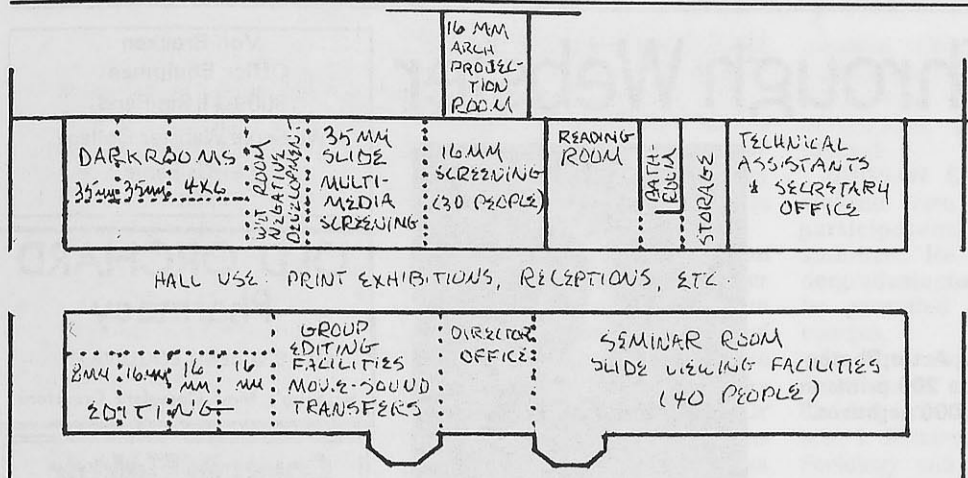 16 MM
ARCH
PROJEC-
TION
ROOM
DARKROOMS
35MM 35MM 4X6
WET ROOM
NEGATIVE
DEVELOPMENT
35 MM
SLIDE
MULTI-
MEDIA
SCREENING
16MM
SCREENING
(30 PEOPLE)
READING
ROOM
BATH
ROOM
STORAGE
TECHNICAL
ASSISTANTS
& SECRETARY
OFFICE
HALL USE: PRINT EXHIBITIONS, RECEPTIONS, ETC
8MM 16MM 16 MM 16 MM
EDITING
GROUP
EDITING
FACILITIES
MOVIE-SOUND
TRANSFERS
DIRECTOR
OFFICE
SEMINAR ROOM
SLIDE VIEWING FACILITIES
(40 PEOPLE)